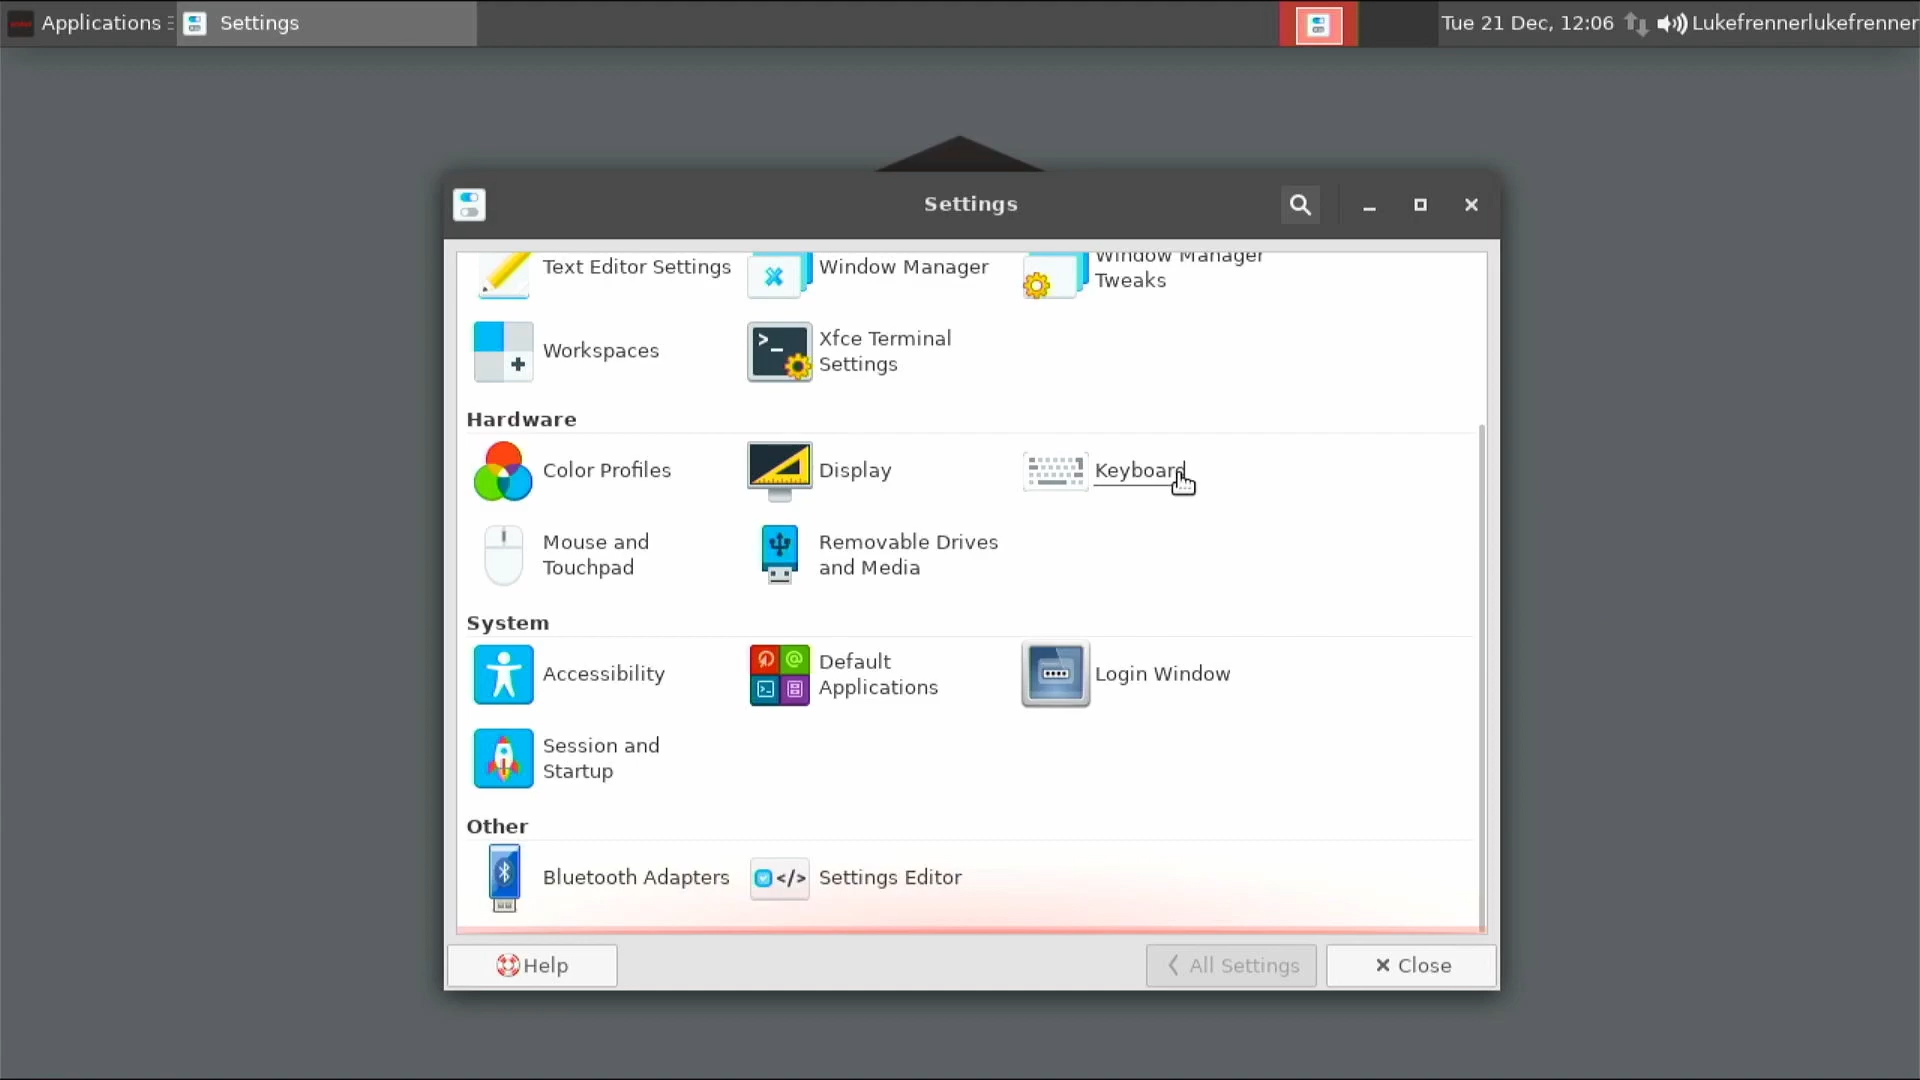 Applications
Settings
Tue 21 Dec, 12:06
Lukefrennerlukefrenner
Settings
Text Editor Settings
Window Manager
Window Manager
Tweaks
Workspaces
Xfce Terminal
Settings
Hardware
Color Profiles
Display
Keyboard
Mouse and
Touchpad
Removable Drives
and Media
System
Accessibility
Default
Applications
Login Window
Session and
Startup
Other
Bluetooth Adapters
Settings Editor
Help
All Settings
Close